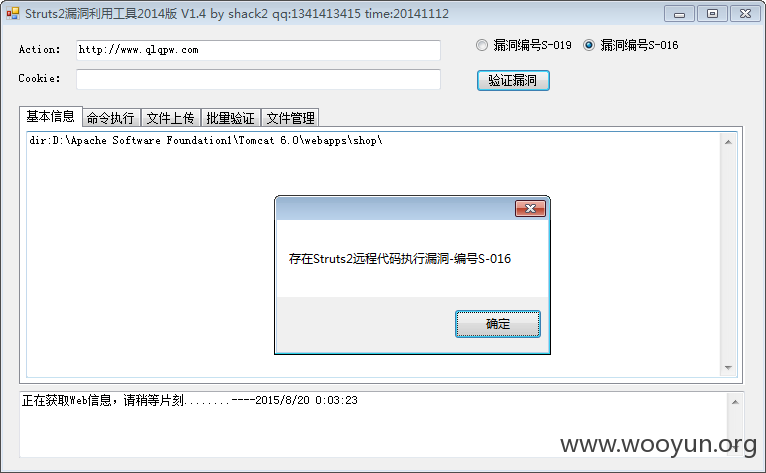 Struts2漏洞利用工具2014版 V1.4 by shack2 qq:1341413415 time:20141112
Action: http://www.qlqpw.com
漏洞编号S-019 漏洞编号S-016
Cookie:
验证漏洞
基本信息 命令执行 文件上传 批量验证 文件管理
dir:D:\Apache Software Foundation1\Tomcat 6.0\webapps\shop\
存在Struts2远程代码执行漏洞-编号S-016
确定
正在获取Web信息，请稍等片刻........----2015/8/20 0:03:23
www.wooyun.org